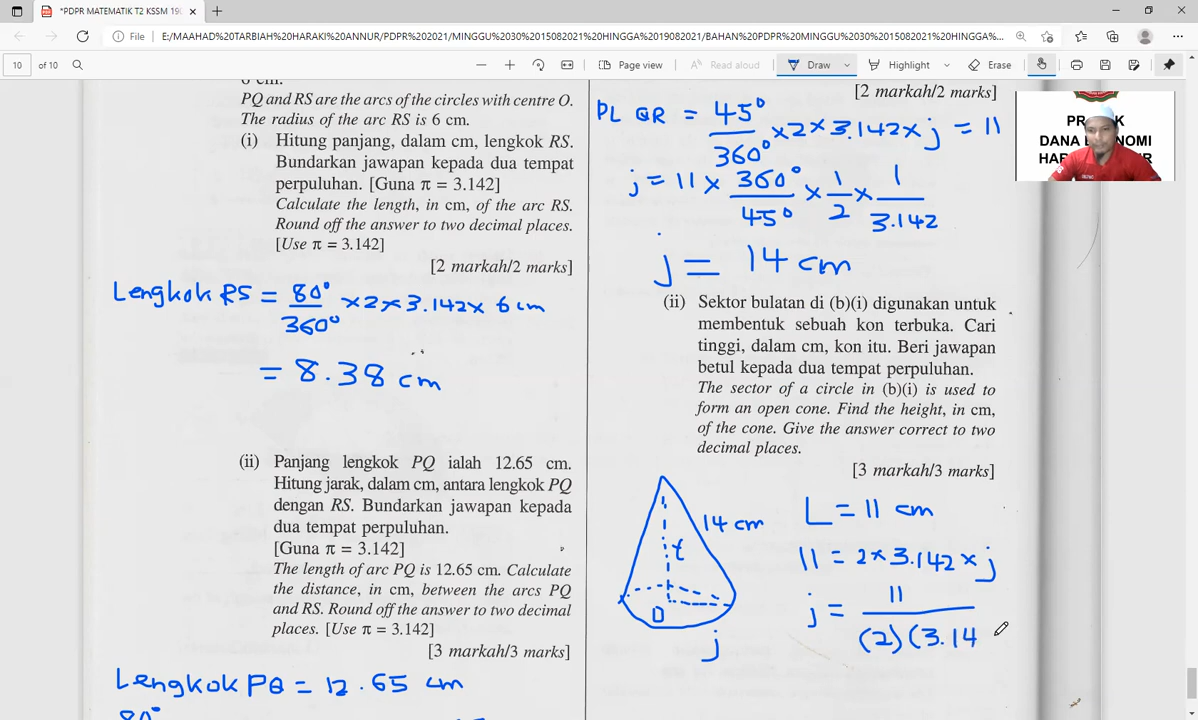 *PDPR MATEMATIK T2 KSSM 19
File
E:/MAAHAD%20TARBIAH%20HARAKI%20ANNUR/PDPR%202021/MINGGU%2030%2015082021%20HINGGA%2019082021/BAHAN%20PDPR%20MINGGU%2030%2015082021%20HINGGA%...
10 of 10
Page view
Read aloud
Draw
Highlight
Erase
PQ and RS are the arcs of the circles with centre O.
The radius of the arc RS is 6 cm.
(i) Hitung panjang, dalam cm, lengkok RS.
Bundarkan jawapan kepada dua tempat
perpuluhan. [Guna π = 3.142]
Calculate the length, in cm, of the arc RS.
Round off the answer to two decimal places.
[Use π = 3.142]
[2 markah/2 marks]
Lengkok RS = 80°/360° × 2 × 3.142 × 6 cm
= 8.38 cm
(ii) Panjang lengkok PQ ialah 12.65 cm.
Hitung jarak, dalam cm, antara lengkok PQ
dengan RS. Bundarkan jawapan kepada
dua tempat perpuluhan.
[Guna π = 3.142]
The length of arc PQ is 12.65 cm. Calculate
the distance, in cm, between the arcs PQ
and RS. Round off the answer to two decimal
places. [Use π = 3.142]
[3 markah/3 marks]
Lengkok PQ = 12.65 cm
80°
[2 markah/2 marks]
PL QR = 45°/360° × 2 × 3.142 × j = 11
j = 11 × 360°/45° × 1/2 × 1/3.142
j = 14 cm
(ii) Sektor bulatan di (b)(i) digunakan untuk
membentuk sebuah kon terbuka. Cari
tinggi, dalam cm, kon itu. Beri jawapan
betul kepada dua tempat perpuluhan.
The sector of a circle in (b)(i) is used to
form an open cone. Find the height, in cm,
of the cone. Give the answer correct to two
decimal places.
[3 markah/3 marks]
14 cm
t
O
j
L = 11 cm
11 = 2 × 3.142 × j
j = 11/(2)(3.14
DANA